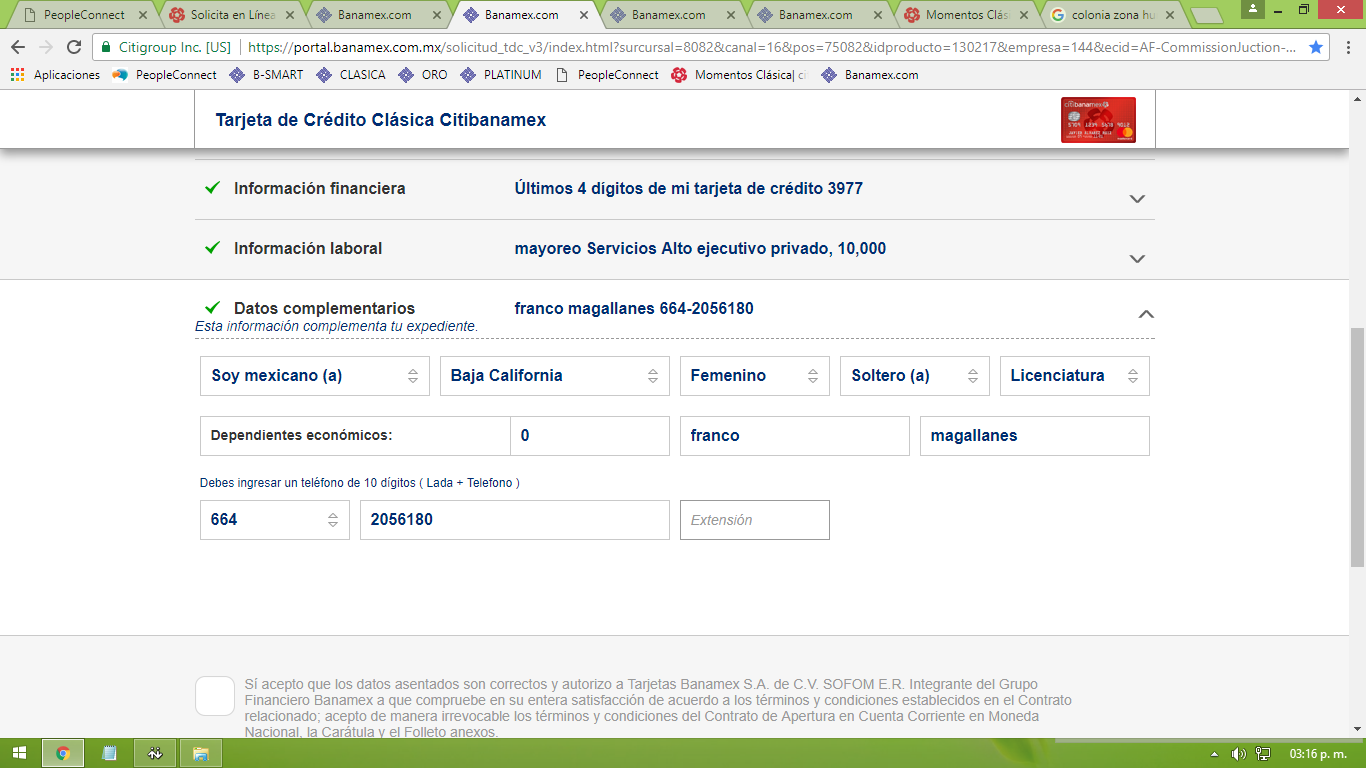 PeopleConnect
Solicita en Línea
Banamex.com
Banamex.com
Banamex.com
Banamex.com
Momentos Clás
colonia zona hu
Citigroup Inc. [US] https://portal.banamex.com.mx/solicitud_tdc_v3/index.html?surcursal=8082&canal=16&pos=75082&idproducto=130217&empresa=144&ecid=AF-CommissionJuction-...
Aplicaciones PeopleConnect B-SMART CLASICA ORO PLATINUM PeopleConnect Momentos Clásica| ci Banamex.com
Tarjeta de Crédito Clásica Citibanamex
citibanamex
Información financiera Últimos 4 dígitos de mi tarjeta de crédito 3977
Información laboral mayoreo Servicios Alto ejecutivo privado, 10,000
Datos complementarios franco magallanes 664-2056180
Esta información complementa tu expediente.
Soy mexicano (a) Baja California Femenino Soltero (a) Licenciatura
Dependientes económicos: 0 franco magallanes
Debes ingresar un teléfono de 10 dígitos ( Lada + Telefono )
664 2056180 Extensión
Sí acepto que los datos asentados son correctos y autorizo a Tarjetas Banamex S.A. de C.V. SOFOM E.R. Integrante del Grupo
Financiero Banamex a que compruebe en su entera satisfacción de acuerdo a los términos y condiciones establecidos en el Contrato
relacionado; acepto de manera irrevocable los términos y condiciones del Contrato de Apertura en Cuenta Corriente en Moneda
Nacional, la Carátula y el Folleto anexos.
03:16 p. m.